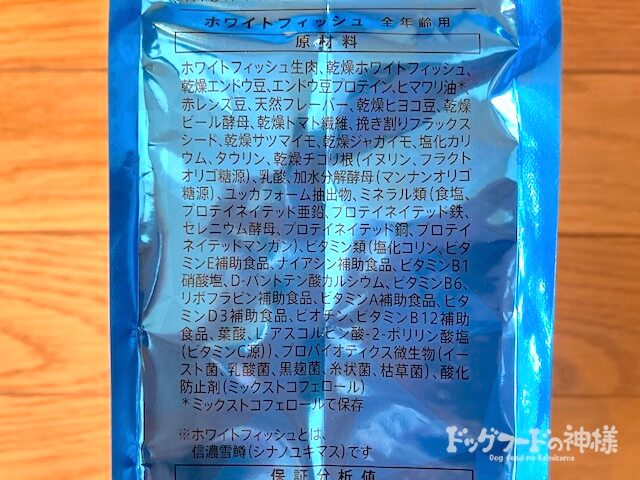 ホワイトフィッシュ 全年齢用
原材料
ホワイトフィッシュ生肉、乾燥ホワイトフィッシュ、
乾燥エンドウ豆、エンドウ豆プロテイン、ヒマワリ油*
赤レンズ豆、天然フレーバー、乾燥ヒヨコ豆、乾燥
ビール酵母、乾燥トマト繊維、挽き割りフラックス
シード、乾燥サツマイモ、乾燥ジャガイモ、塩化カリ
ウム、タウリン、乾燥チコリ根(イヌリン、フラクト
オリゴ糖源)、乳酸、加水分解酵母(マンナンオリゴ
糖源)、ユッカフォーム抽出物、ミネラル類(食塩、
プロテイネイテッド亜鉛、プロテイネイテッド鉄、
セレニウム酵母、プロテイネイテッド銅、プロテイ
ネイテッドマンガン)、ビタミン類(塩化コリン、ビタ
ミンE補助食品、ナイアシン補助食品、ビタミンB1
硝酸塩、D-パントテン酸カルシウム、ビタミンB6、
リボフラビン補助食品、ビタミンA補助食品、ビタ
ミンD3補助食品、ビオチン、ビタミンB12補助
食品、葉酸、L-アスコルビン酸-2-ポリリン酸塩
(ビタミンC源))、プロバイオティクス微生物(イー
スト菌、乳酸菌、黒麹菌、糸状菌、枯草菌)、酸化
防止剤(ミックストコフェロール)
*ミックストコフェロールで保存
※ホワイトフィッシュとは、
信濃雪鱒(シナノユキマス)です
保証分析値
ドッグフードの神様
Dog food no Kamisama